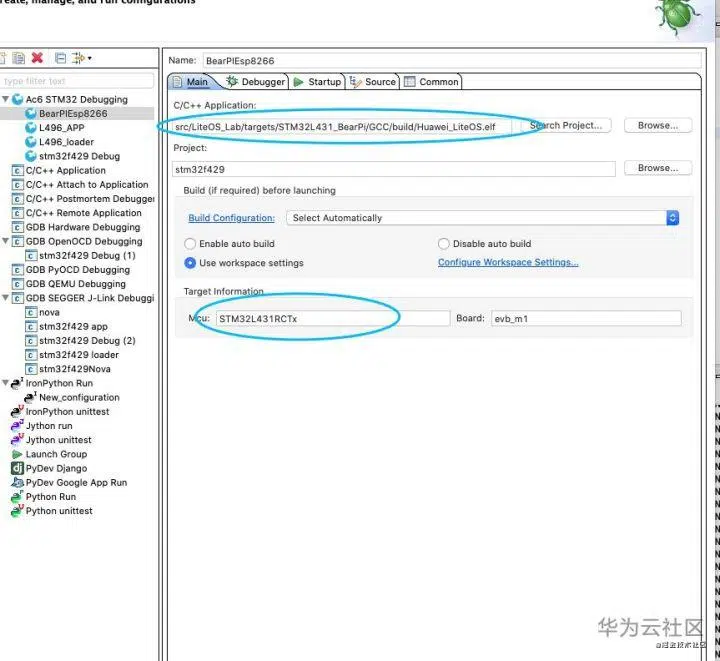 create, manage, and run configurations
type filter text
Ac6 STM32 Debugging
BearPIEsp8266
L496_APP
L496_loader
stm32f429 Debug
C/C++ Application
C/C++ Attach to Application
C/C++ Postmortem Debugger
C/C++ Remote Application
GDB Hardware Debugging
GDB OpenOCD Debugging
stm32f429 Debug (1)
GDB PyOCD Debugging
GDB QEMU Debugging
GDB SEGGER J-Link Debuggi
nova
stm32f429 app
stm32f429 Debug (2)
stm32f429 loader
stm32f429Nova
IronPython Run
New_configuration
IronPython unittest
Jython run
Jython unittest
Launch Group
PyDev Django
PyDev Google App Run
Python Run
Python unittest
Name: BearPIEsp8266
Main Debugger Startup Source Common
C/C++ Application:
src/LiteOS_Lab/targets/STM32L431_BearPi/GCC/build/Huawei_LiteOS.elf Search Project... Browse...
Project:
stm32f429 Browse...
Build (if required) before launching
Build Configuration: Select Automatically
Enable auto build Disable auto build
Use workspace settings Configure Workspace Settings...
Target Information
Mcu: STM32L431RCTx Board: evb_m1
华为云社区